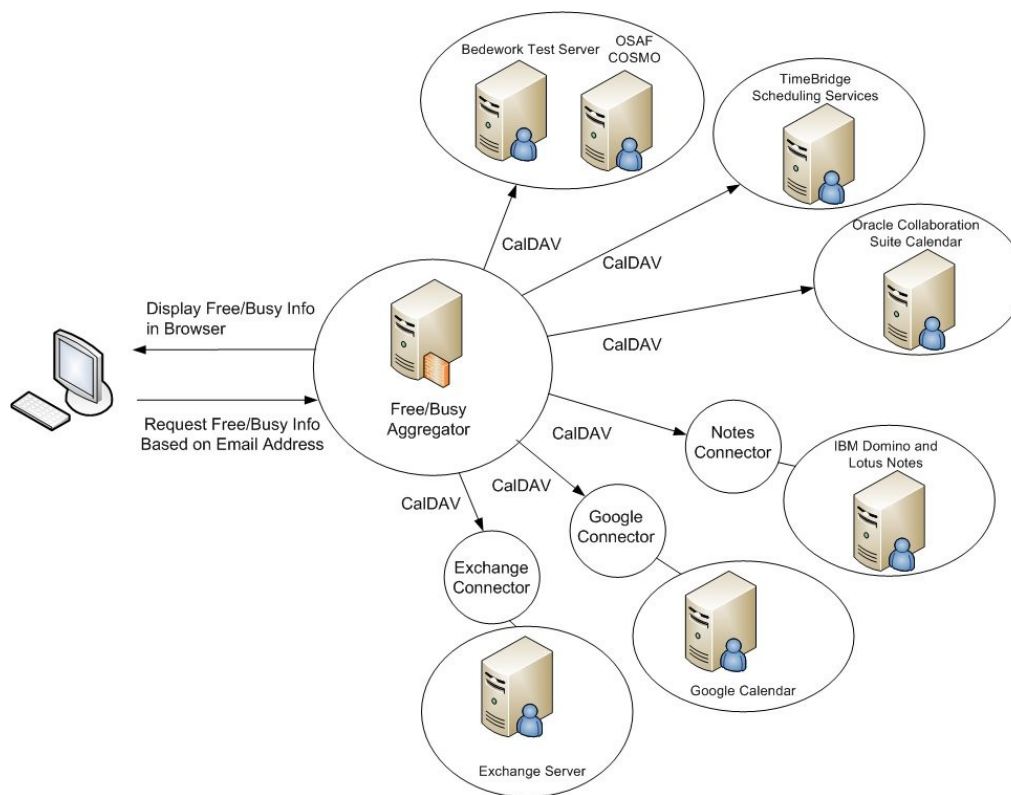 Bedework Test Server
OSAF
COSMO
TimeBridge
Scheduling Services
Oracle Collaboration
Suite Calendar
CalDAV
CalDAV
CalDAV
Display Free/Busy Info
in Browser
Request Free/Busy Info
Based on Email Address
Free/Busy
Aggregator
CalDAV
Notes
Connector
IBM Domino and
Lotus Notes
CalDAV
Google
Connector
CalDAV
Exchange
Connector
Google Calendar
Exchange Server